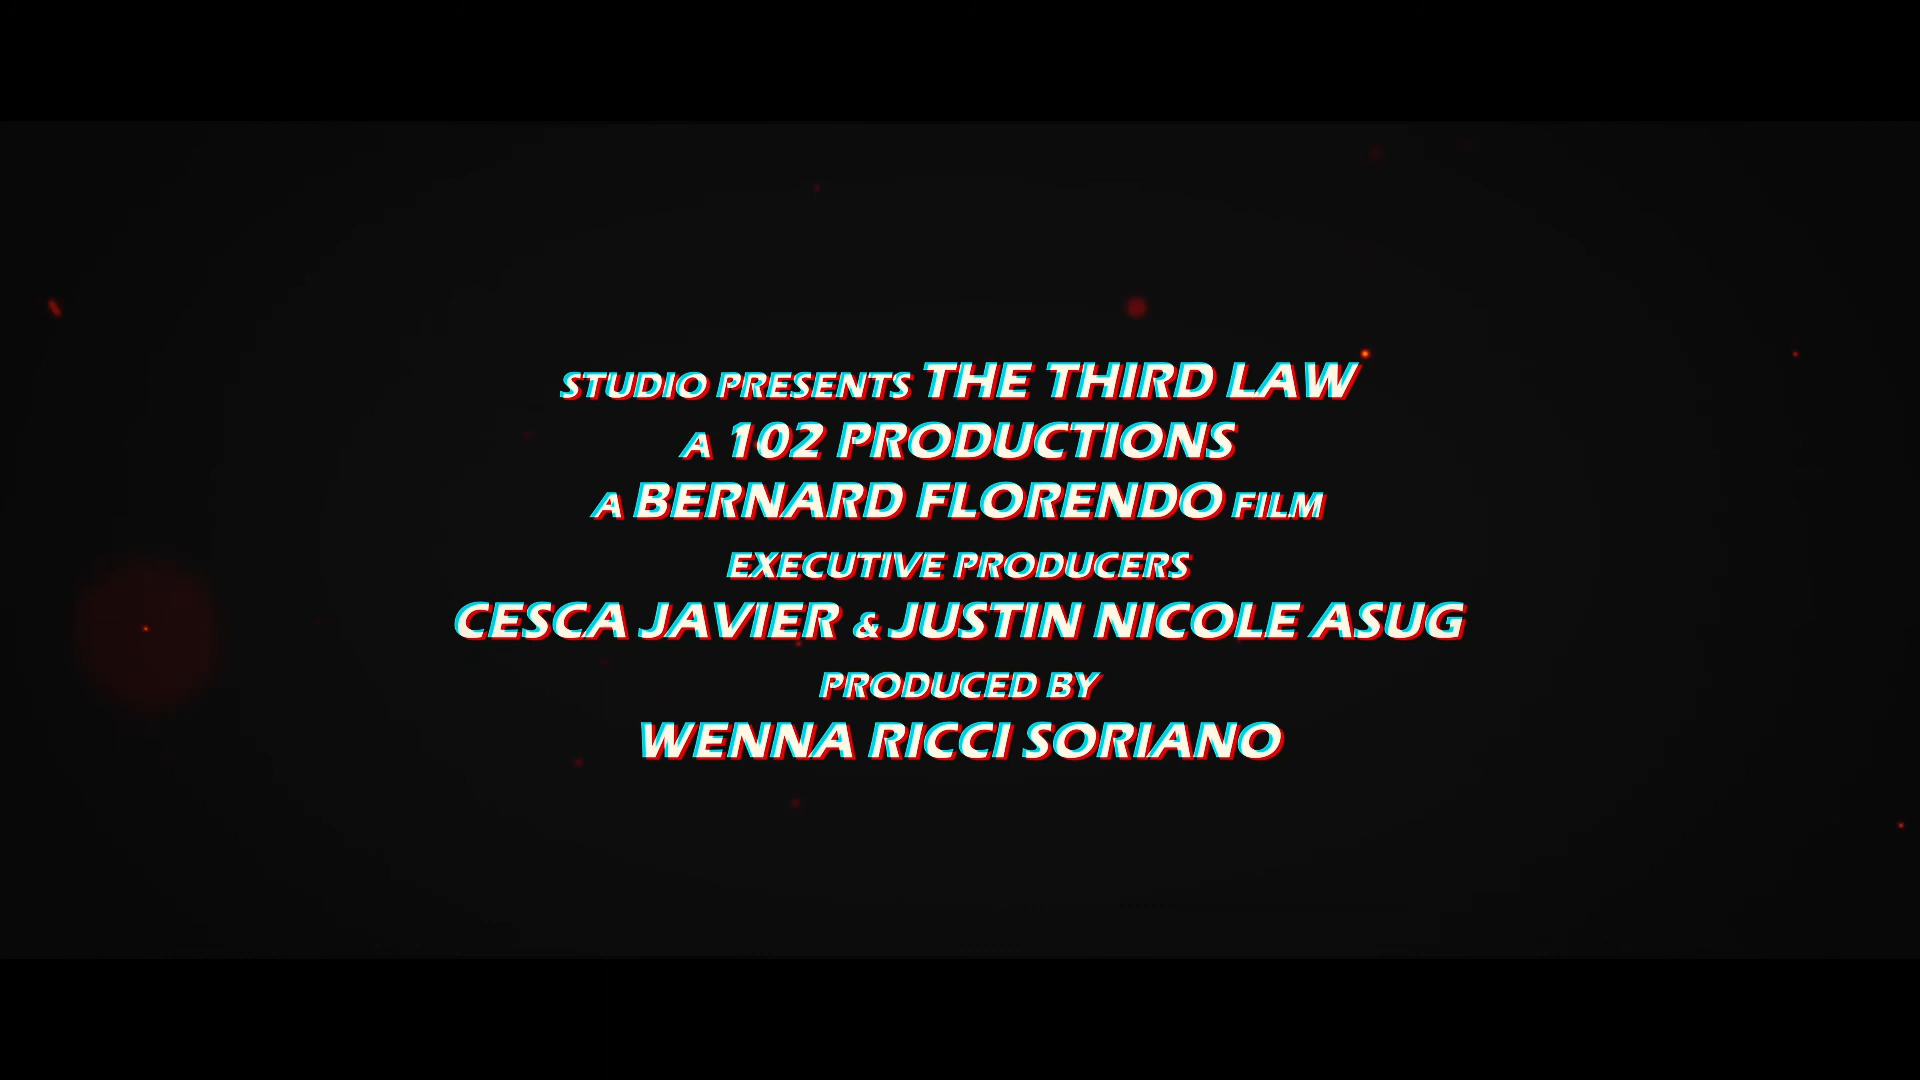 STUDIO PRESENTS THE THIRD LAW
A 102 PRODUCTIONS
A BERNARD FLORENDO FILM
EXECUTIVE PRODUCERS
CESCA JAVIER & JUSTIN NICOLE ASUG
PRODUCED BY
WENNA RICCI SORIANO